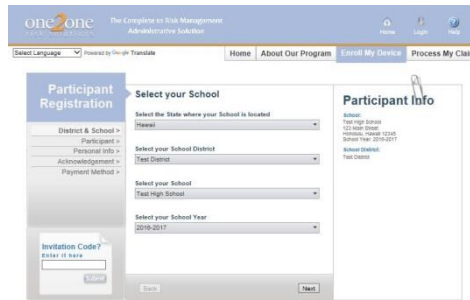 one2one
RISK SOLUTIONS
The Complete to Risk Management
Administrative Solution
Home
Login
Help
Select Language
Powered by Google Translate
Home
About Our Program
Enroll My Device
Process My Clai
Participant
Registration
District & School >
Participant >
Personal Info >
Acknowledgement >
Payment Method >
Invitation Code?
Enter it here
Submit
Select your School
Select the State where your School is located
Hawaii
Select your School District
Test District
Select your School
Test High School
Select your School Year
2016-2017
Back
Next
Participant Info
School:
Test High School
123 Main Street
Honolulu, Hawaii 12345
School Year: 2016-2017
School District:
Test District